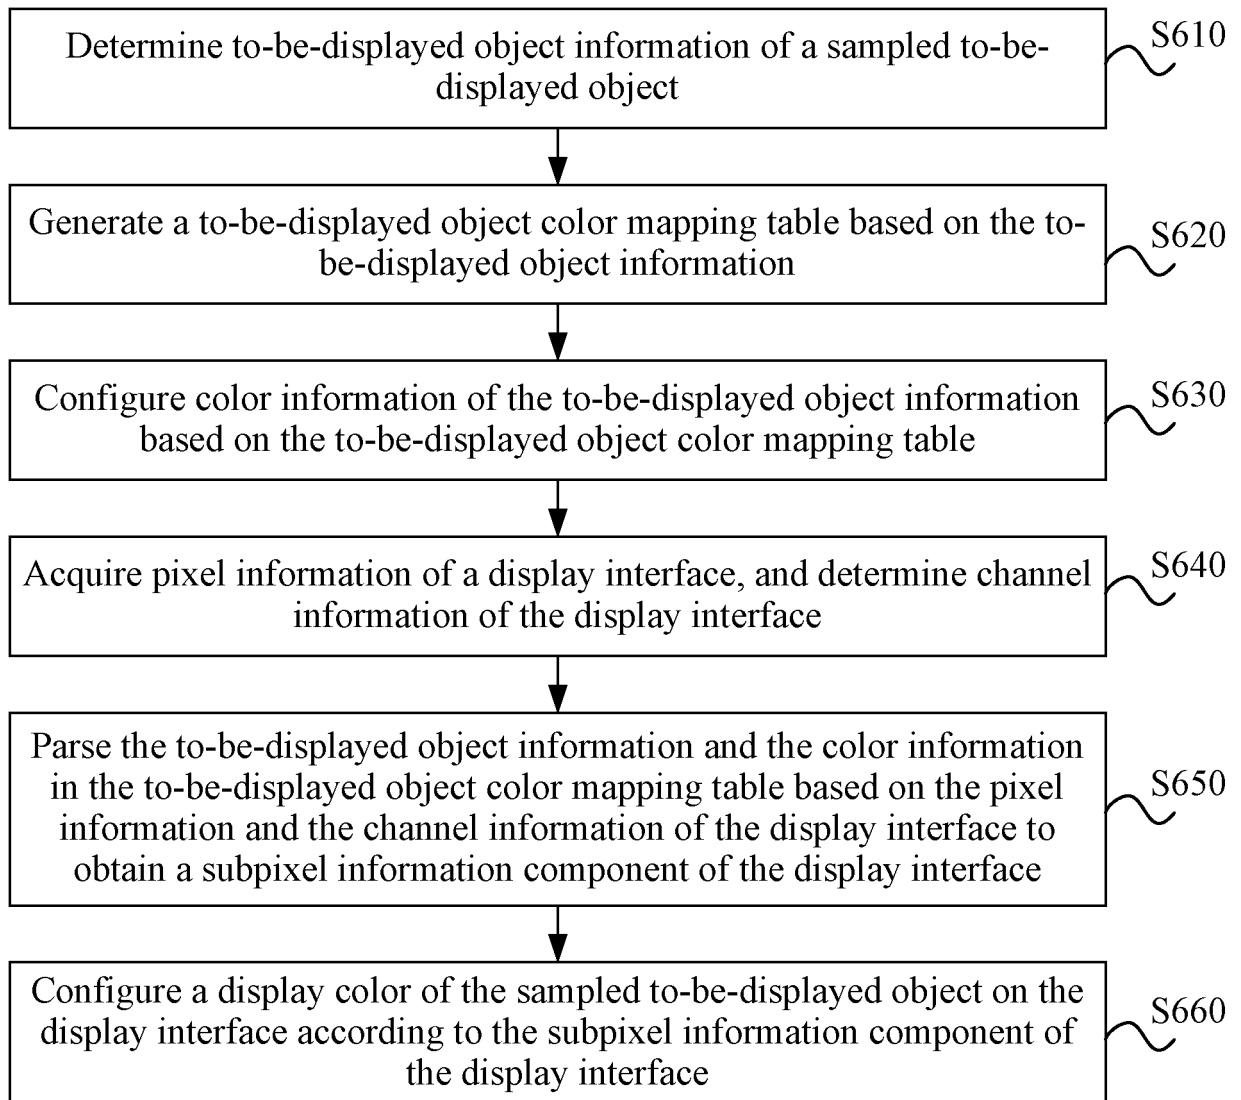 Determine to-be-displayed object information of a sampled to-be-
displayed object
S610
Generate a to-be-displayed object color mapping table based on the to-
be-displayed object information
S620
Configure color information of the to-be-displayed object information
based on the to-be-displayed object color mapping table
S630
Acquire pixel information of a display interface, and determine channel
information of the display interface
S640
Parse the to-be-displayed object information and the color information
in the to-be-displayed object color mapping table based on the pixel
information and the channel information of the display interface to
obtain a subpixel information component of the display interface
S650
Configure a display color of the sampled to-be-displayed object on the
display interface according to the subpixel information component of
the display interface
S660